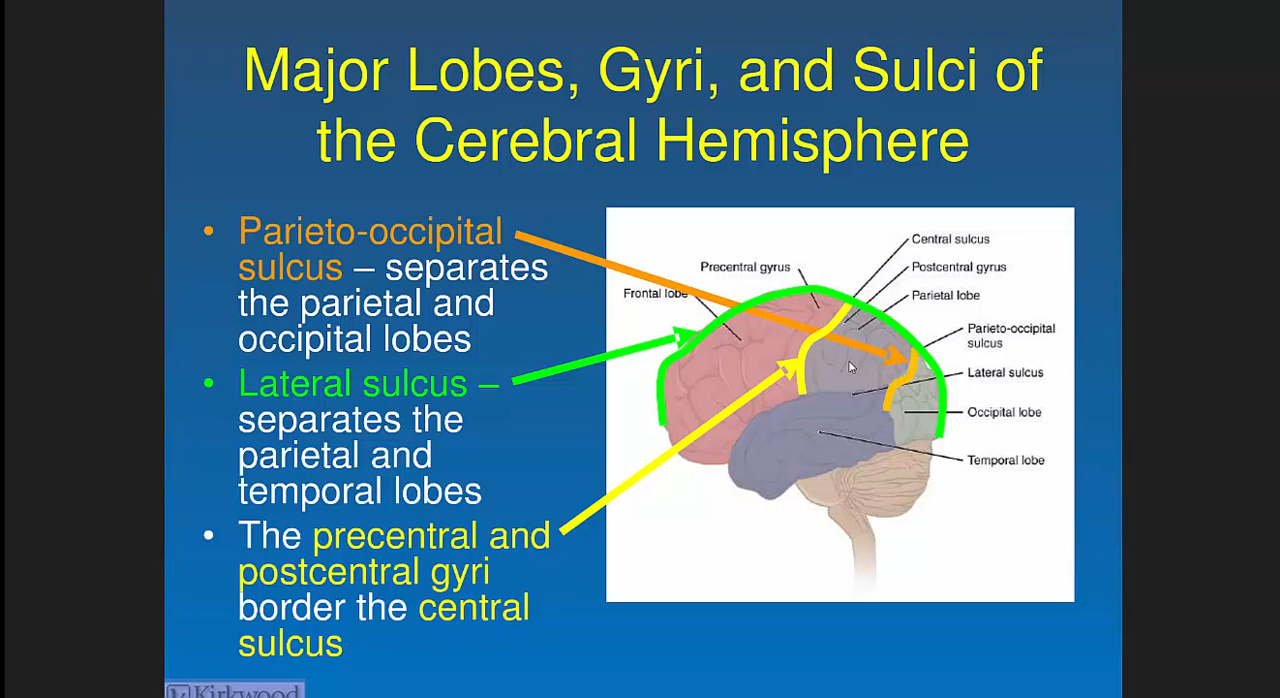 Major Lobes, Gyri, and Sulci of
the Cerebral Hemisphere
• Parieto-occipital
sulcus – separates
the parietal and
occipital lobes
• Lateral sulcus –
separates the
parietal and
temporal lobes
• The precentral and
postcentral gyri
border the central
sulcus
Central sulcus
Precentral gyrus
Postcentral gyrus
Frontal lobe
Parietal lobe
Parieto-occipital
sulcus
Lateral sulcus
Occipital lobe
Temporal lobe
Kirkwood